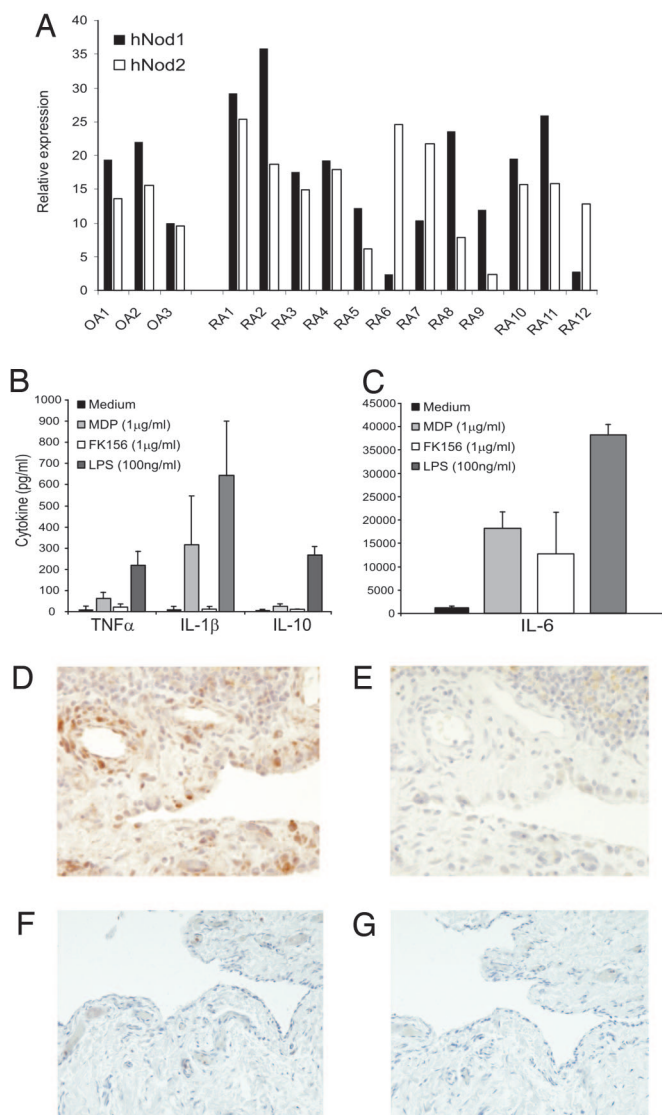 A
hNod1
hNod2
Relative expression
40
35
30
25
20
15
10
5
0
OA1 OA2 OA3 RA1 RA2 RA3 RA4 RA5 RA6 RA7 RA8 RA9 RA10 RA11 RA12
B
Medium
MDP (1µg/ml)
FK156 (1µg/ml)
LPS (100ng/ml)
Cytokine (pg/ml)
1000
900
800
700
600
500
400
300
200
100
0
TNFα IL-1β IL-10
C
Medium
MDP (1µg/ml)
FK156 (1µg/ml)
LPS (100ng/ml)
45000
40000
35000
30000
25000
20000
15000
10000
5000
0
IL-6
D
E
F
G